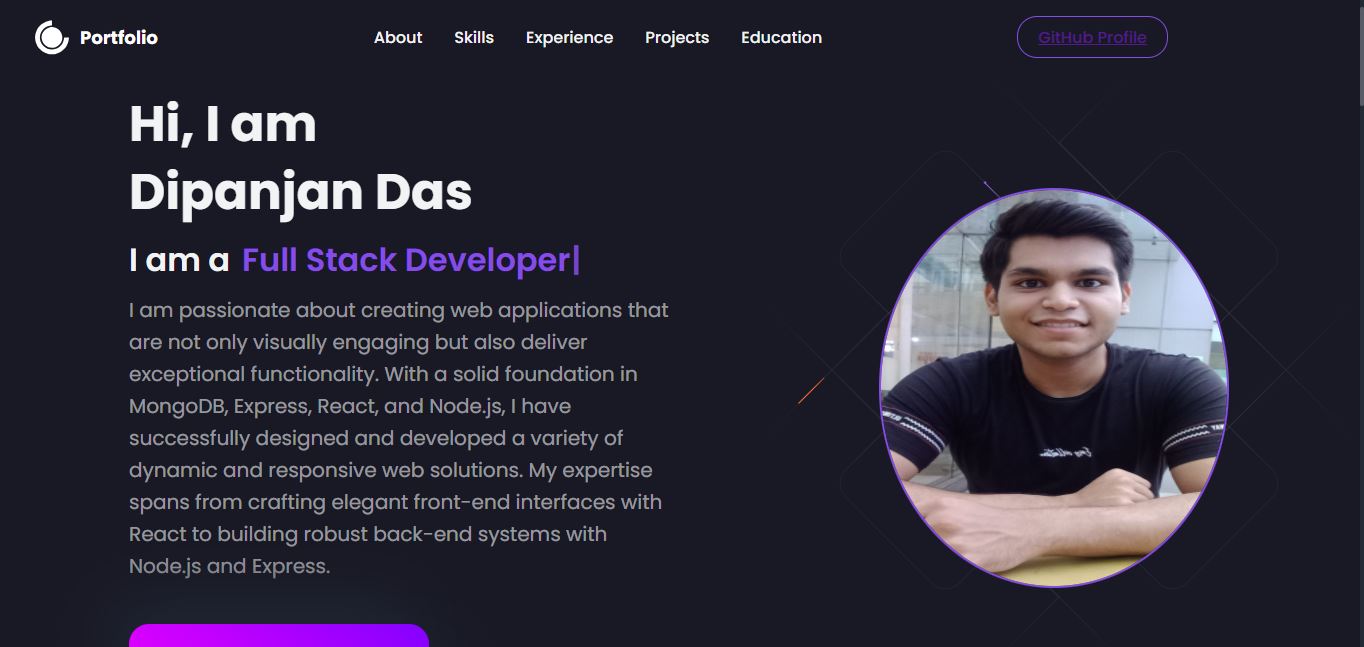 Portfolio
About
Skills
Experience
Projects
Education
GitHub Profile
Hi, I am
Dipanjan Das
I am a Full Stack Developer|
I am passionate about creating web applications that
are not only visually engaging but also deliver
exceptional functionality. With a solid foundation in
MongoDB, Express, React, and Node.js, I have
successfully designed and developed a variety of
dynamic and responsive web solutions. My expertise
spans from crafting elegant front-end interfaces with
React to building robust back-end systems with
Node.js and Express.